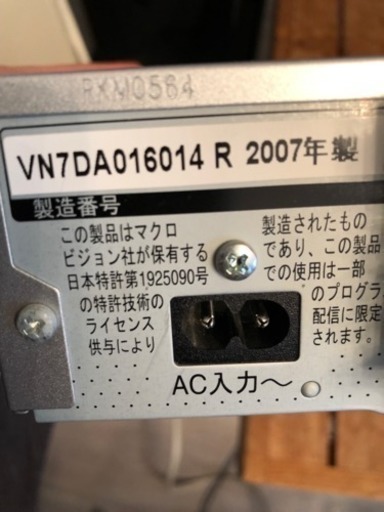 RXM0564
VN7DA016014 R 2007年製
製造番号
この製品はマクロ
ビジョン社が保有する
日本特許第1925090号
の特許技術の
ライセンス
供与により
製造されたもの
であり、この製品
での使用は一部
のプログラ
配信に限定
されます。
AC入力〜